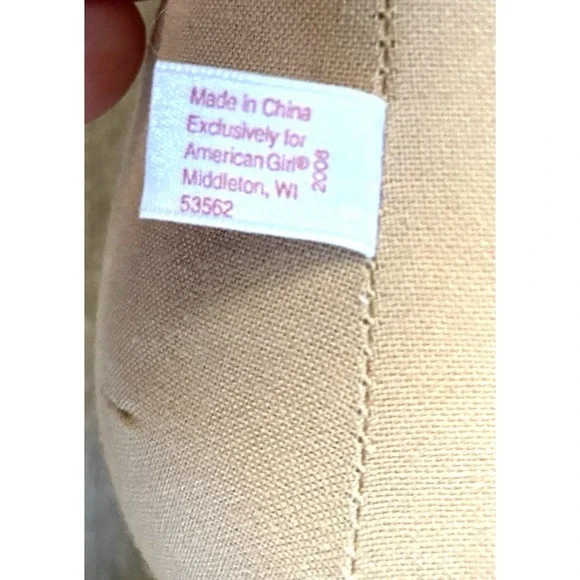 Made in China
Exclusively for
American Girl®
Middleton, WI
53562
2008